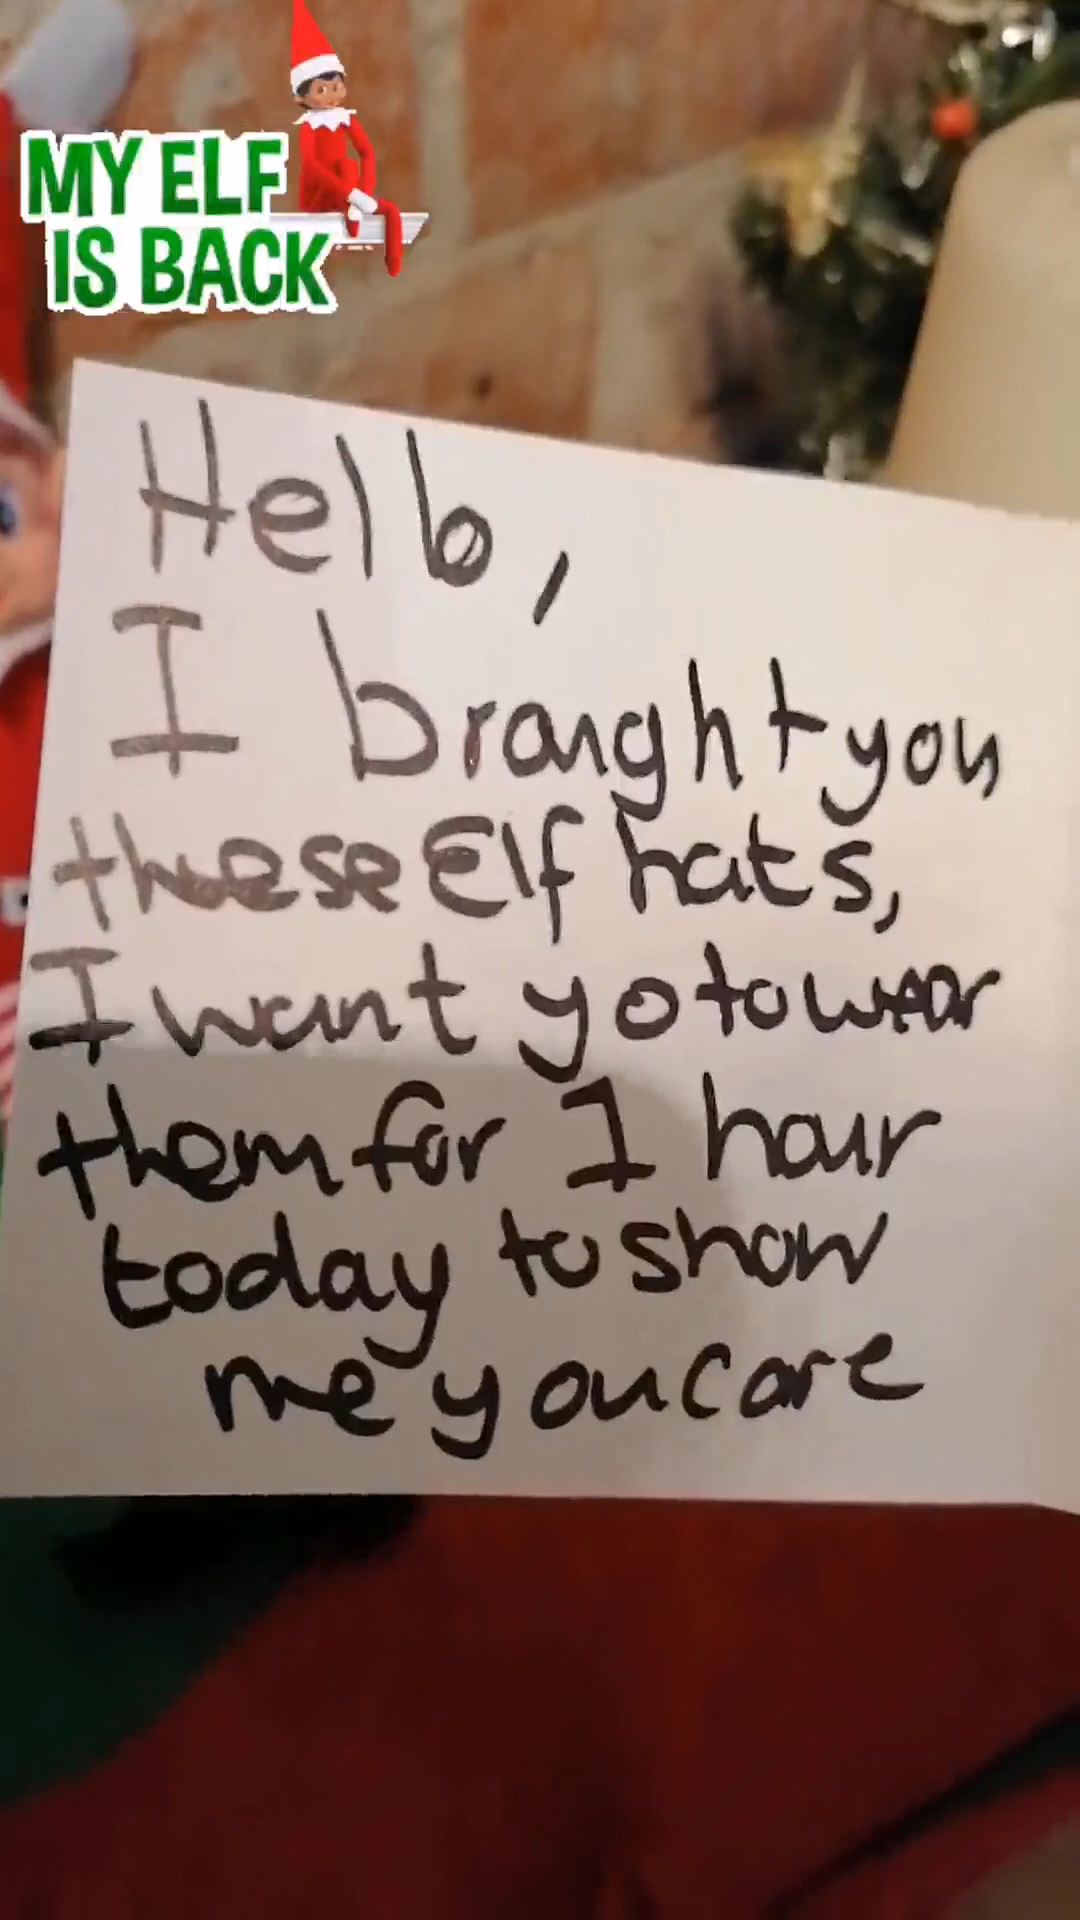 MY ELF
IS BACK
Hello,
I braught you
these Elf hats,
I want yo to wear
them for 1 hour
today to show
me you care